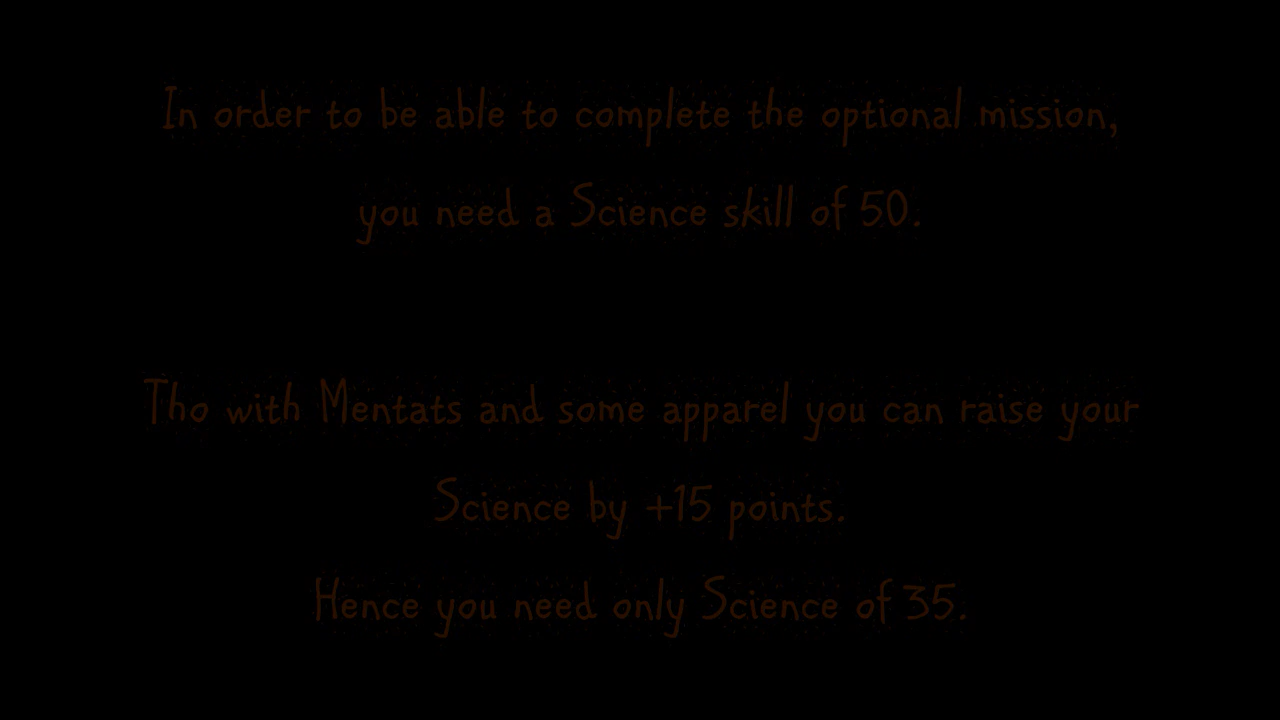 In order to be able to complete the optional mission,
you need a Science skill of 50.
Tho with Mentats and some apparel you can raise your
Science by +15 points.
Hence you need only Science of 35.